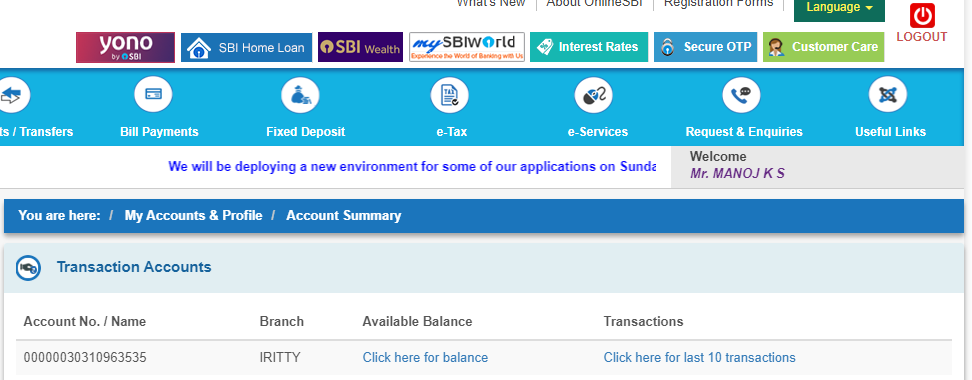 What's New About OnlineSBI Registration Forms Language
LOGOUT
yono
by SBI
SBI Home Loan
SBI Wealth
mySBIWorld
Experience the World of Banking with Us
Interest Rates
Secure OTP
Customer Care
ts / Transfers Bill Payments Fixed Deposit e-Tax e-Services Request & Enquiries Useful Links
TAX
We will be deploying a new environment for some of our applications on Sunda
Welcome
Mr. MANOJ K S
You are here: / My Accounts & Profile / Account Summary
Transaction Accounts
Account No. / Name Branch Available Balance Transactions
00000030310963535 IRITTY Click here for balance Click here for last 10 transactions